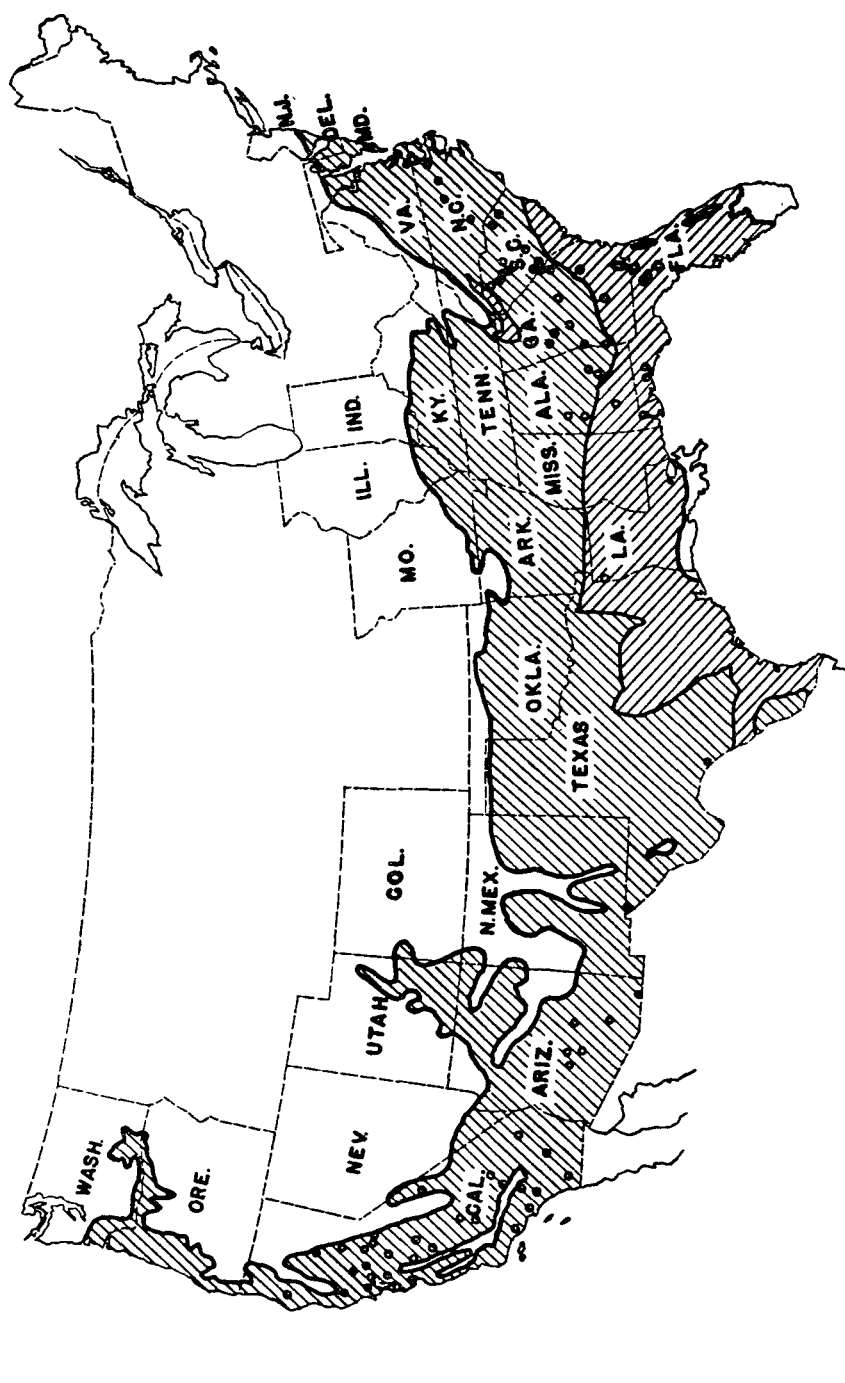 WASH.
ORE.
NEV.
CAL.
UTAH
ARIZ.
COL.
N.MEX.
TEXAS
OKLA.
MO.
ARK.
LA.
ILL.
IND.
MISS.
ALA.
TENN.
KY.
GA.
FLA.
S.C.
N.C.
VA.
MD.
DEL.
N.J.